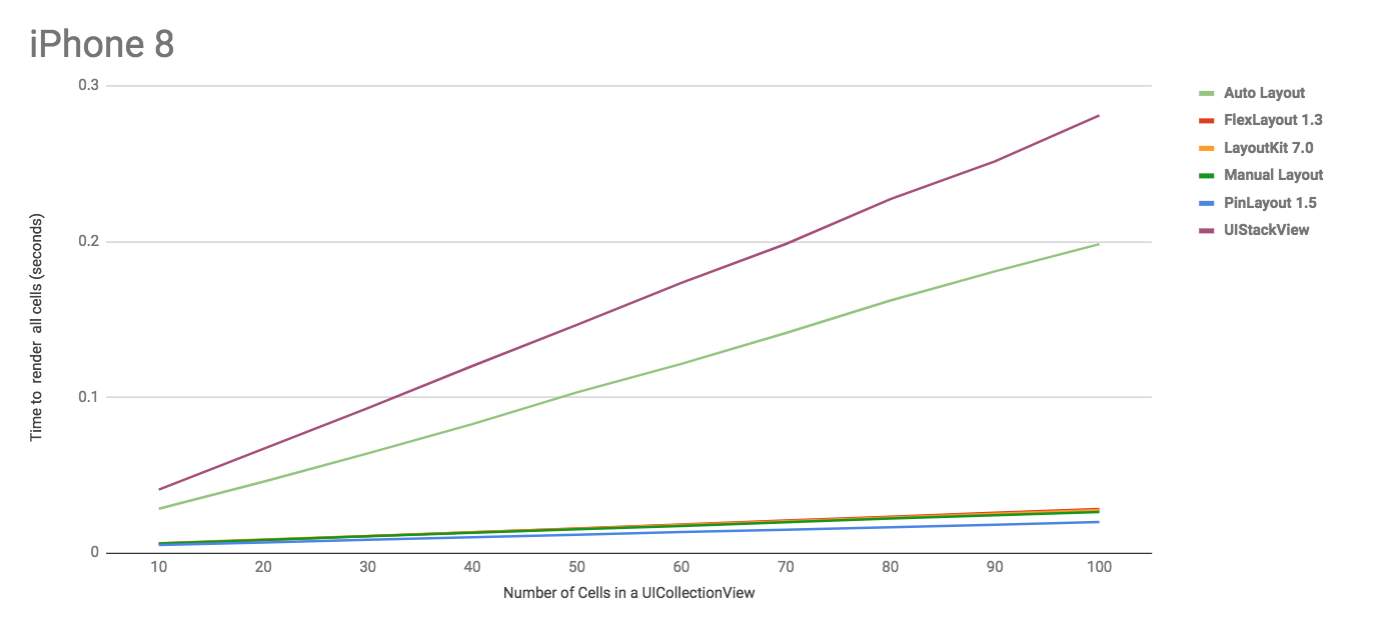 iPhone 8
0.3
0.2
0.1
0
Time to render all cells (seconds)
10 20 30 40 50 60 70 80 90 100
Number of Cells in a UICollectionView
Auto Layout
FlexLayout 1.3
LayoutKit 7.0
Manual Layout
PinLayout 1.5
UIStackView